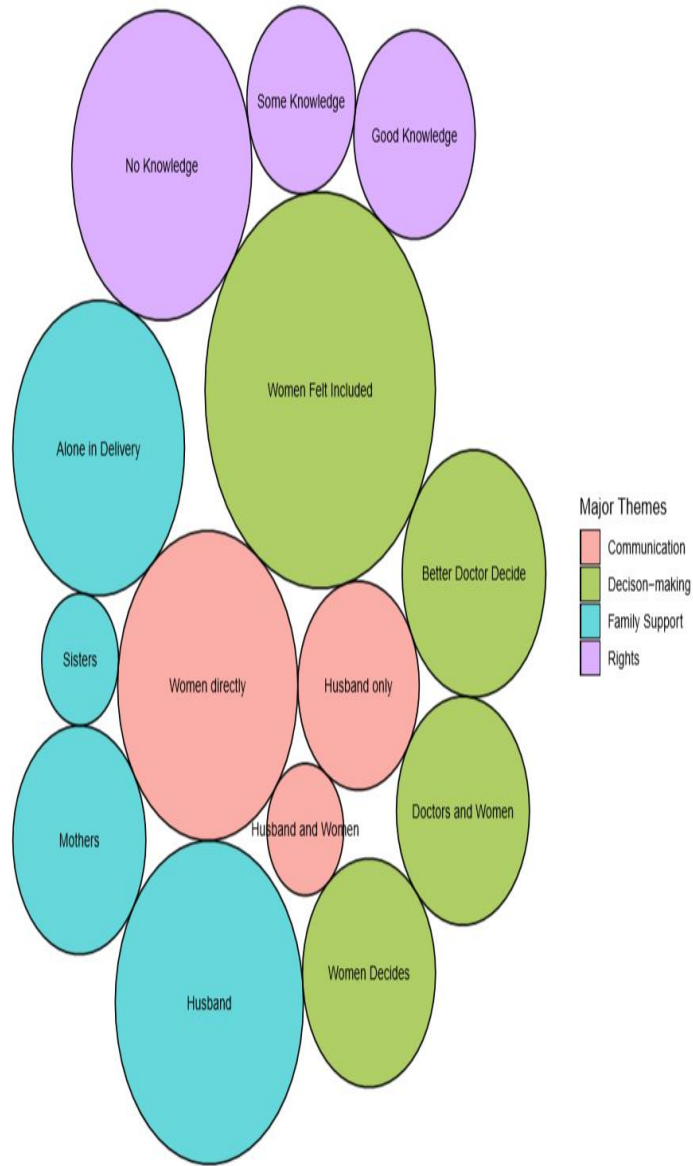 Some Knowledge
Good Knowledge
No Knowledge
Women Felt Included
Alone in Delivery
Better Doctor Decide
Sisters
Women directly
Husband only
Mothers
Husband and Women
Doctors and Women
Women Decides
Husband
Major Themes
Communication
Decison-making
Family Support
Rights